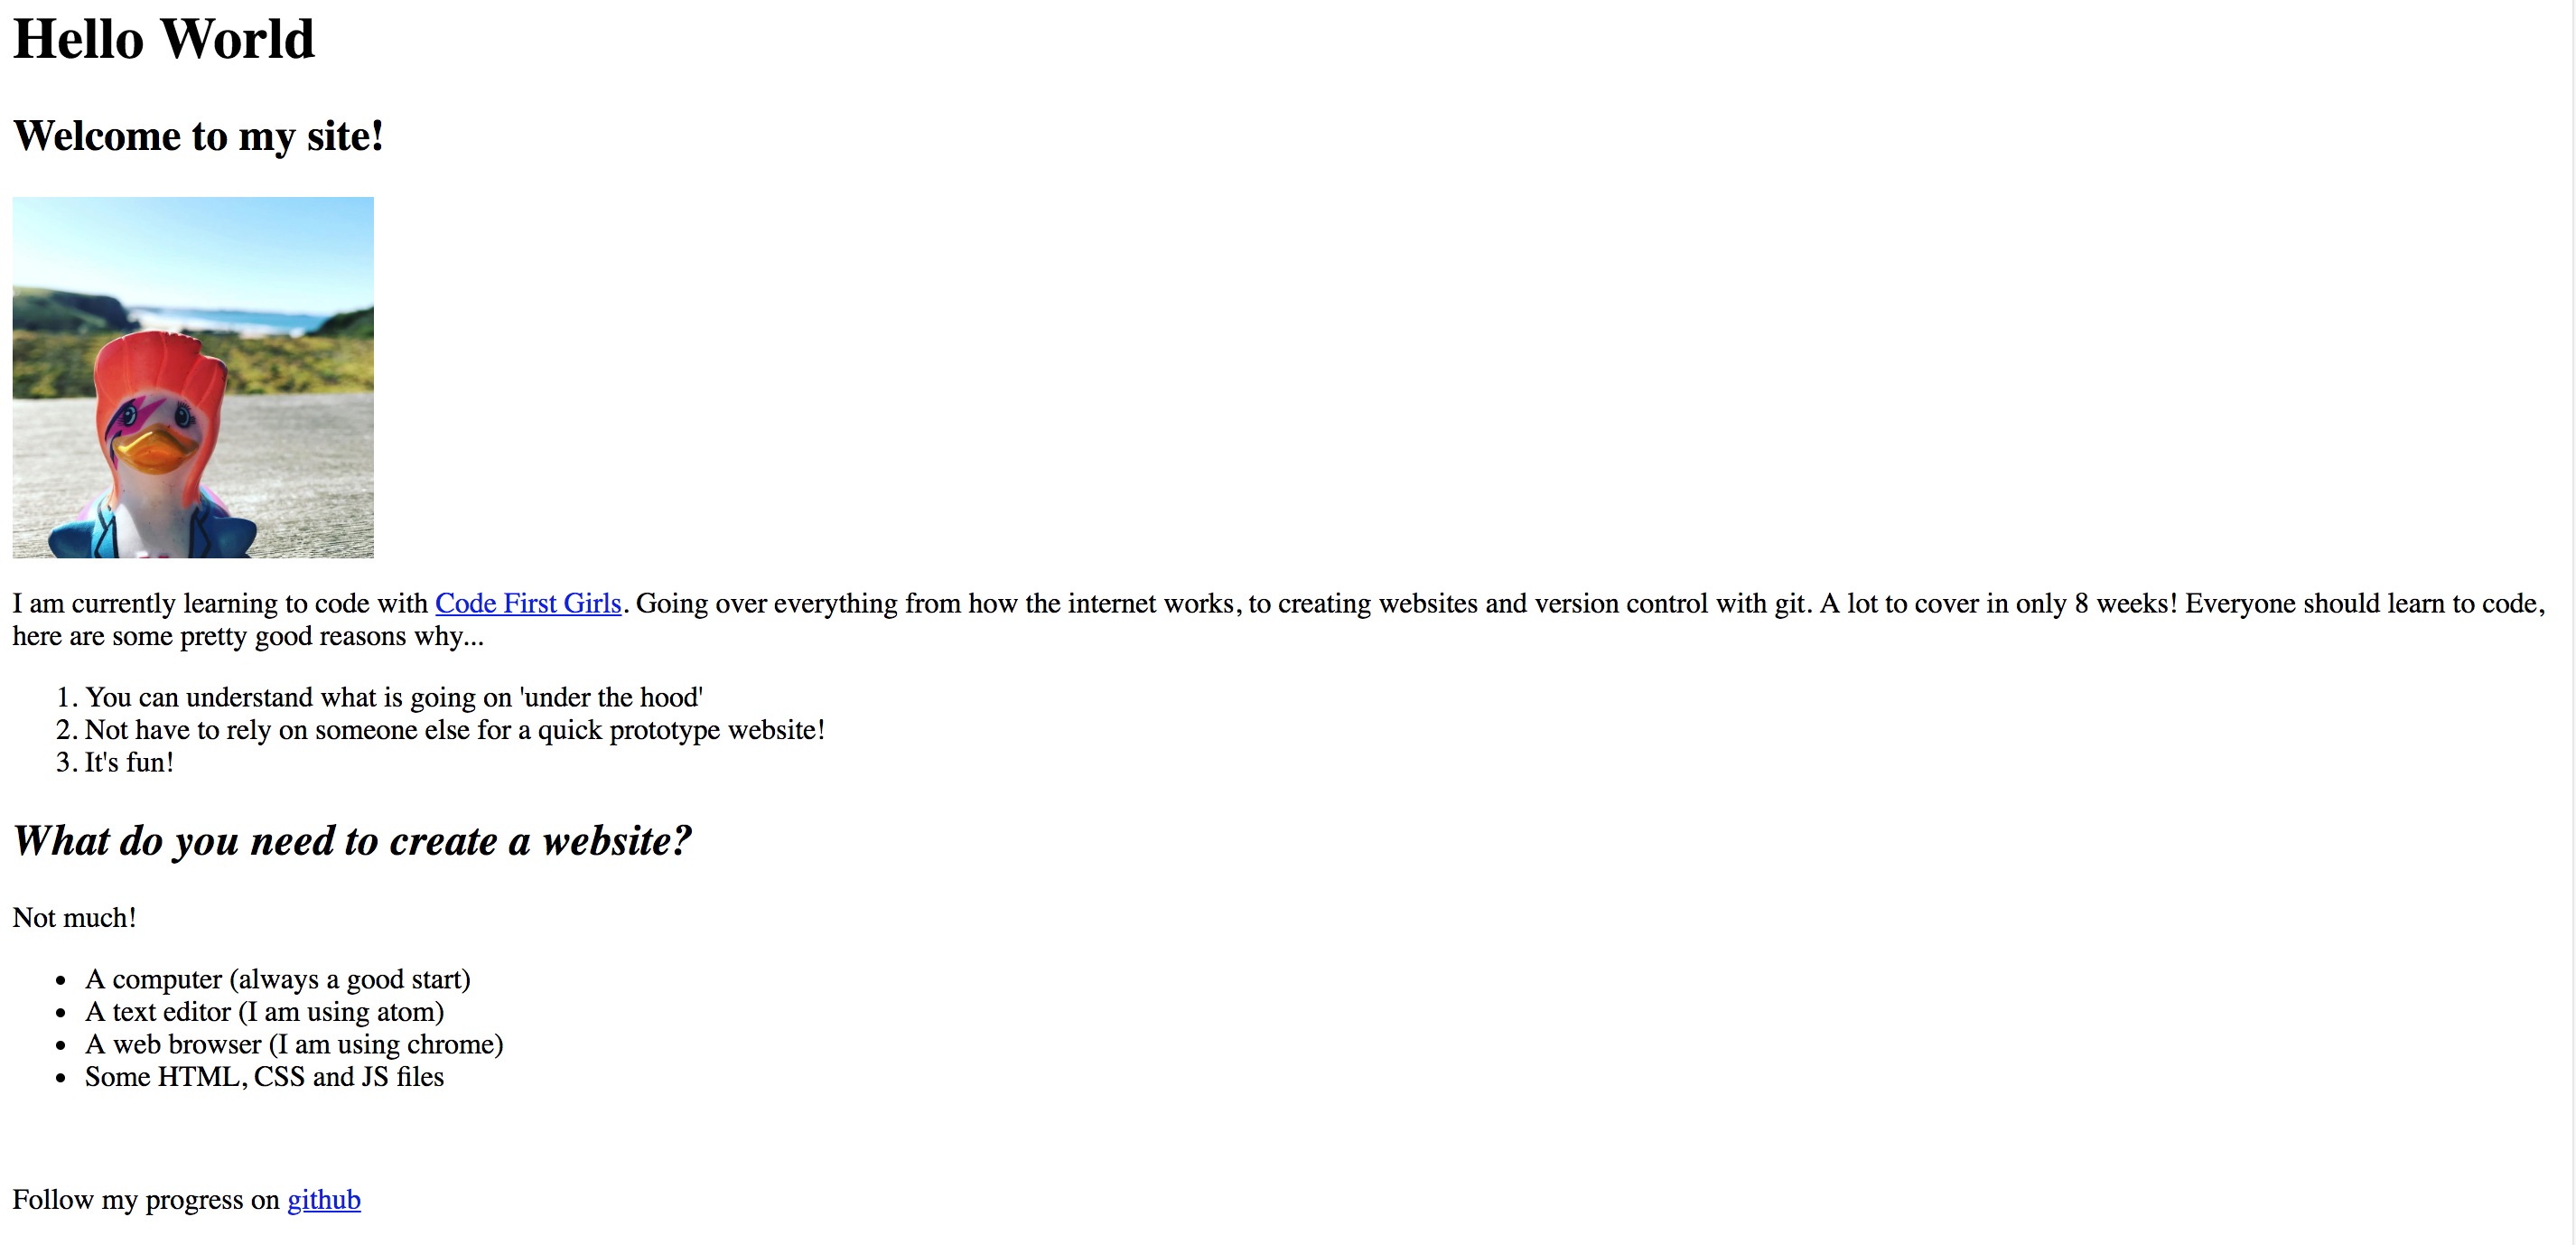 Hello World
Welcome to my site!
I am currently learning to code with Code First Girls. Going over everything from how the internet works, to creating websites and version control with git. A lot to cover in only 8 weeks! Everyone should learn to code,
here are some pretty good reasons why...
1. You can understand what is going on 'under the hood'
2. Not have to rely on someone else for a quick prototype website!
3. It's fun!
What do you need to create a website?
Not much!
• A computer (always a good start)
• A text editor (I am using atom)
• A web browser (I am using chrome)
• Some HTML, CSS and JS files
Follow my progress on github